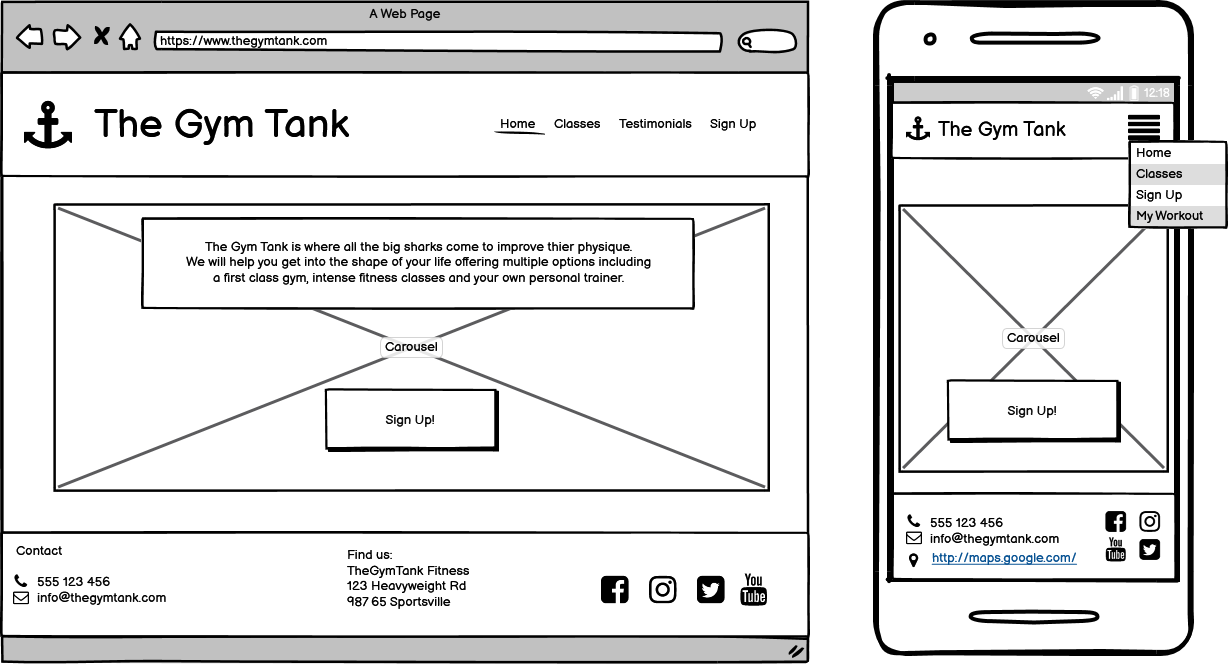 A Web Page
https://www.thegymtank.com
The Gym Tank
Home Classes Testimonials Sign Up
The Gym Tank is where all the big sharks come to improve thier physique.
We will help you get into the shape of your life offering multiple options including
a first class gym, intense fitness classes and your own personal trainer.
Carousel
Sign Up!
Contact
555 123 456
info@thegymtank.com
Find us:
TheGymTank Fitness
123 Heavyweight Rd
987 65 Sportsville
You
Tube
12:18
The Gym Tank
Home
Classes
Sign Up
My Workout
Carousel
Sign Up!
555 123 456
info@thegymtank.com
http://maps.google.com/
You
Tube